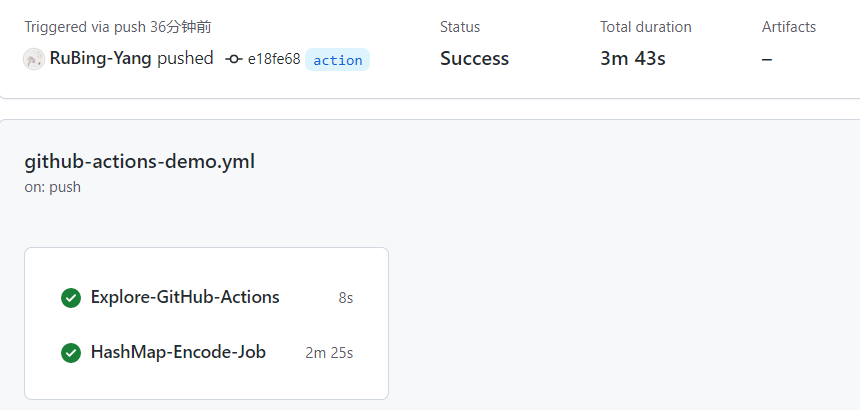 Triggered via push 36分钟前
Status
Total duration
Artifacts
RuBing-Yang pushed e18fe68 action
Success
3m 43s
–
github-actions-demo.yml
on: push
Explore-GitHub-Actions 8s
HashMap-Encode-Job 2m 25s